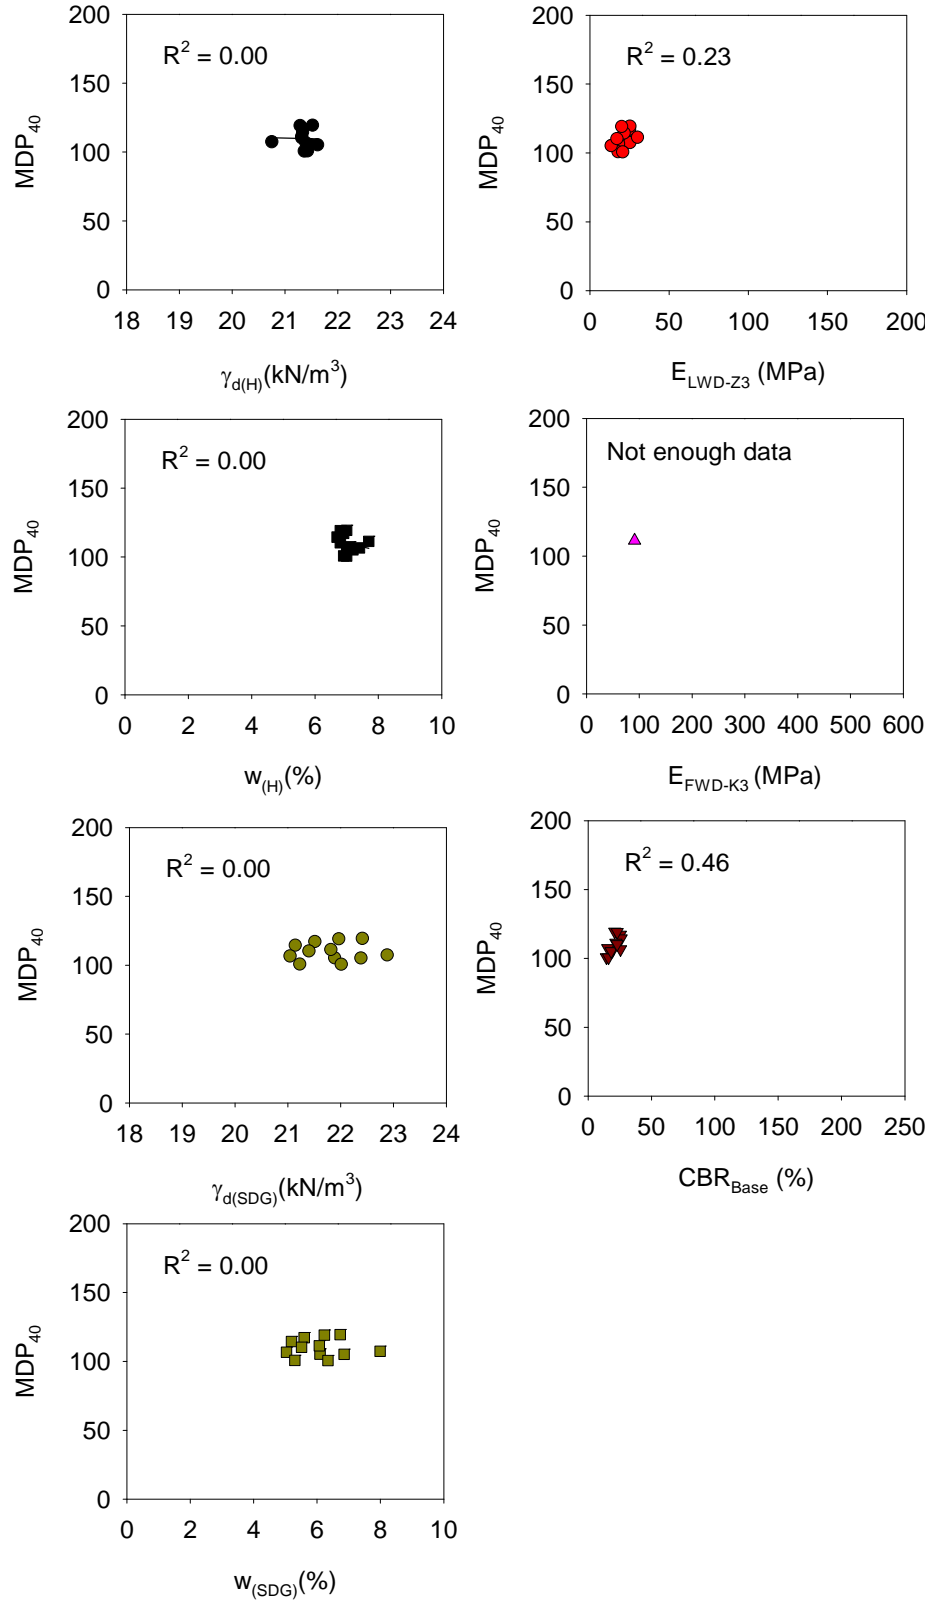 R² = 0.00
MDP₄₀
200
150
100
50
0
18 19 20 21 22 23 24
γd(H)(kN/m³)
R² = 0.23
MDP₄₀
200
150
100
50
0
0 50 100 150 200
E LWD-Z3 (MPa)
R² = 0.00
MDP₄₀
200
150
100
50
0
0 2 4 6 8 10
w(H)(%)
Not enough data
MDP₄₀
200
150
100
50
0
0 100 200 300 400 500 600
E FWD-K3 (MPa)
R² = 0.00
MDP₄₀
200
150
100
50
0
18 19 20 21 22 23 24
γd(SDG)(kN/m³)
R² = 0.46
MDP₄₀
200
150
100
50
0
0 50 100 150 200 250
CBR Base (%)
R² = 0.00
MDP₄₀
200
150
100
50
0
0 2 4 6 8 10
w(SDG)(%)